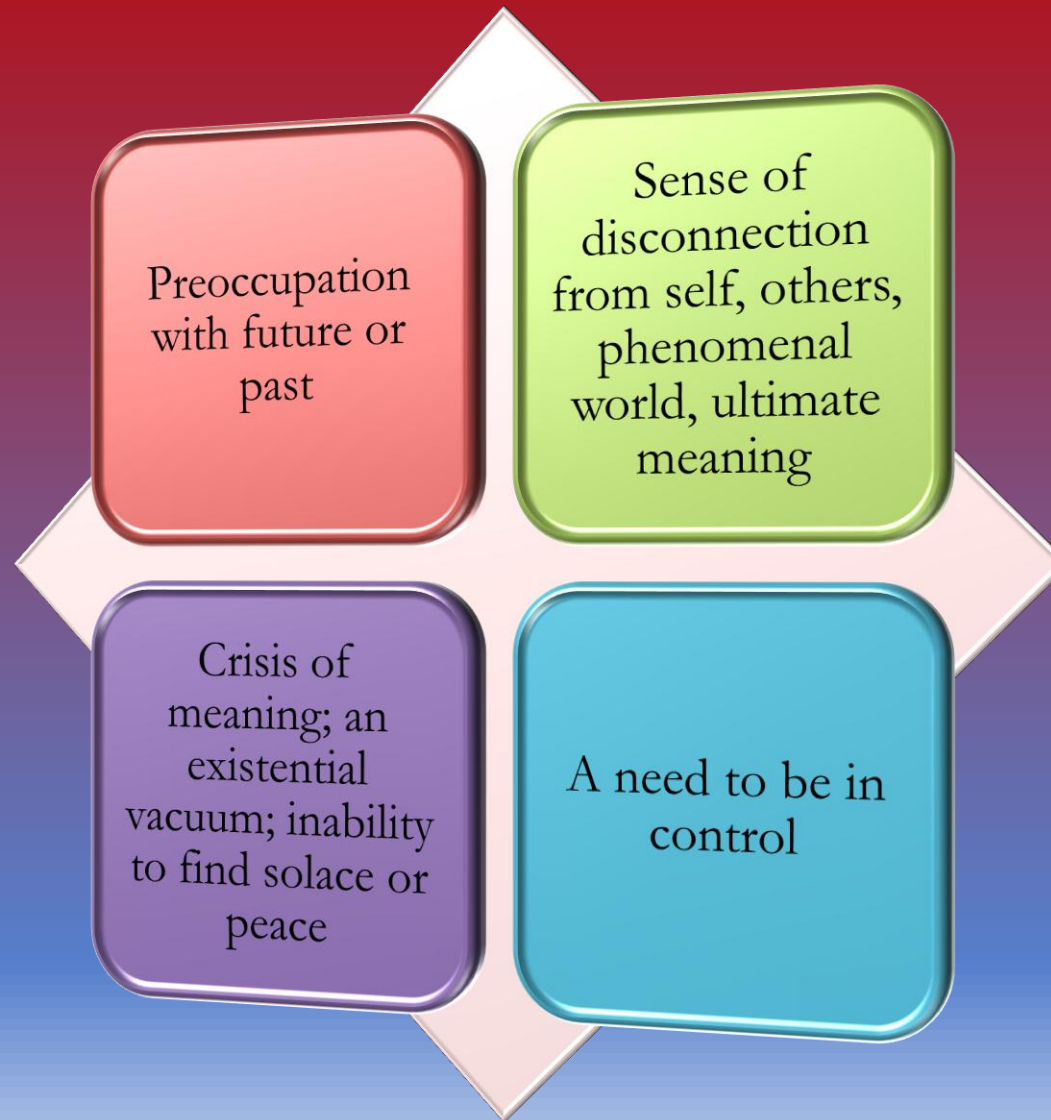 Preoccupation
with future or
past
Sense of
disconnection
from self, others,
phenomenal
world, ultimate
meaning
Crisis of
meaning; an
existential
vacuum; inability
to find solace or
peace
A need to be in
control